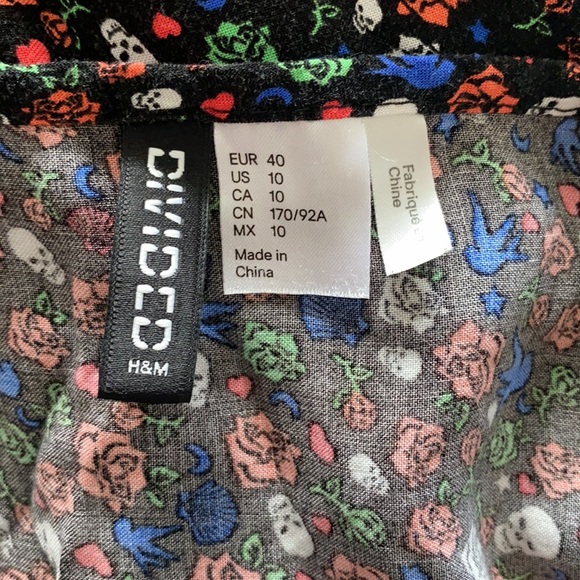 DIVIDED
H&M
EUR 40
US 10
CA 10
CN 170/92A
MX 10
Made in
China
Fabriqué
Chine